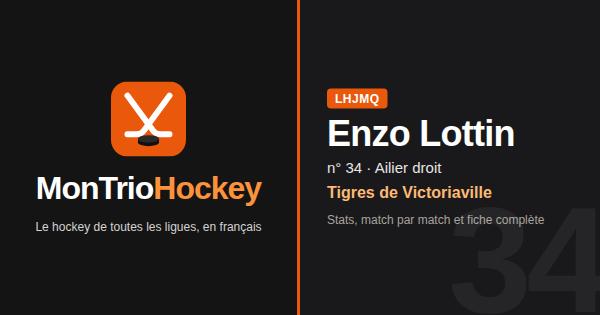 MonTrioHockey
Le hockey de toutes les ligues, en français
LHJMQ
Enzo Lottin
n° 34 · Ailier droit
Tigres de Victoriaville
Stats, match par match et fiche complète
34